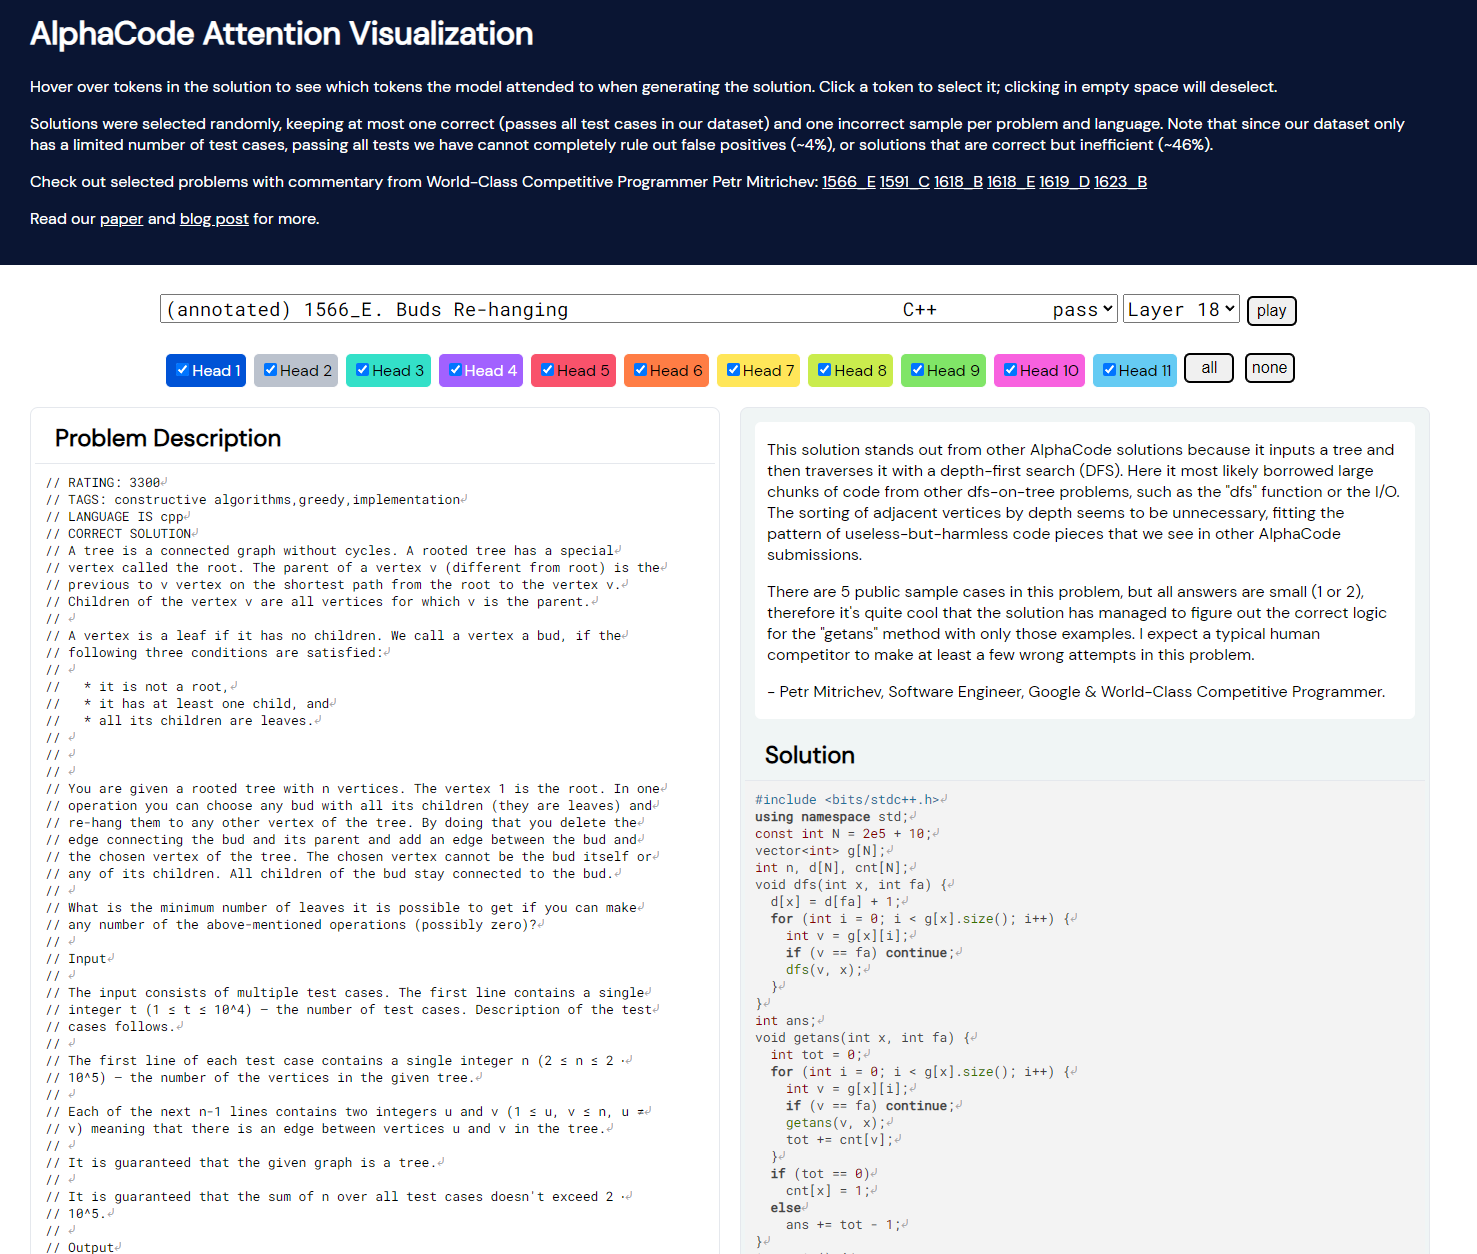 AlphaCode Attention Visualization
Hover over tokens in the solution to see which tokens the model attended to when generating the solution. Click a token to select it; clicking in empty space will deselect.
Solutions were selected randomly, keeping at most one correct (passes all test cases in our dataset) and one incorrect sample per problem and language. Note that since our dataset only
has a limited number of test cases, passing all tests we have cannot completely rule out false positives (~4%), or solutions that are correct but inefficient (~46%).
Check out selected problems with commentary from World-Class Competitive Programmer Petr Mitrichev: 1566_E 1591_C 1618_B 1618_E 1619_D 1623_B
Read our paper and blog post for more.
(annotated) 1566_E. Buds Re-hanging C++ pass Layer 18 play
Head 1 Head 2 Head 3 Head 4 Head 5 Head 6 Head 7 Head 8 Head 9 Head 10 Head 11 all none
Problem Description
// RATING: 3300↲
// TAGS: constructive algorithms,greedy,implementation↲
// LANGUAGE IS cpp↲
// CORRECT SOLUTION↲
// A tree is a connected graph without cycles. A rooted tree has a special↲
// vertex called the root. The parent of a vertex v (different from root) is the↲
// previous to v vertex on the shortest path from the root to the vertex v.↲
// Children of the vertex v are all vertices for which v is the parent.↲
// ↲
// A vertex is a leaf if it has no children. We call a vertex a bud, if the↲
// following three conditions are satisfied:↲
// ↲
//   * it is not a root,↲
//   * it has at least one child, and↲
//   * all its children are leaves.↲
// ↲
// ↲
// ↲
// You are given a rooted tree with n vertices. The vertex 1 is the root. In one↲
// operation you can choose any bud with all its children (they are leaves) and↲
// re-hang them to any other vertex of the tree. By doing that you delete the↲
// edge connecting the bud and its parent and add an edge between the bud and↲
// the chosen vertex of the tree. The chosen vertex cannot be the bud itself or↲
// any of its children. All children of the bud stay connected to the bud.↲
// ↲
// What is the minimum number of leaves it is possible to get if you can make↲
// any number of the above-mentioned operations (possibly zero)?↲
// ↲
// Input↲
// ↲
// The input consists of multiple test cases. The first line contains a single↲
// integer t (1 ≤ t ≤ 10^4) — the number of test cases. Description of the test↲
// cases follows.↲
// ↲
// The first line of each test case contains a single integer n (2 ≤ n ≤ 2 ⋅↲
// 10^5) — the number of the vertices in the given tree.↲
// ↲
// Each of the next n-1 lines contains two integers u and v (1 ≤ u, v ≤ n, u ≠↲
// v) meaning that there is an edge between vertices u and v in the tree.↲
// ↲
// It is guaranteed that the given graph is a tree.↲
// ↲
// It is guaranteed that the sum of n over all test cases doesn't exceed 2 ⋅↲
// 10^5.↲
// ↲
// Output↲
This solution stands out from other AlphaCode solutions because it inputs a tree and
then traverses it with a depth-first search (DFS). Here it most likely borrowed large
chunks of code from other dfs-on-tree problems, such as the "dfs" function or the I/O.
The sorting of adjacent vertices by depth seems to be unnecessary, fitting the
pattern of useless-but-harmless code pieces that we see in other AlphaCode
submissions.
There are 5 public sample cases in this problem, but all answers are small (1 or 2),
therefore it's quite cool that the solution has managed to figure out the correct logic
for the "getans" method with only those examples. I expect a typical human
competitor to make at least a few wrong attempts in this problem.
- Petr Mitrichev, Software Engineer, Google & World-Class Competitive Programmer.
Solution
#include <bits/stdc++.h>↲
using namespace std;↲
const int N = 2e5 + 10;↲
vector<int> g[N];↲
int n, d[N], cnt[N];↲
void dfs(int x, int fa) {↲
  d[x] = d[fa] + 1;↲
  for (int i = 0; i < g[x].size(); i++) {↲
    int v = g[x][i];↲
    if (v == fa) continue;↲
    dfs(v, x);↲
  }↲
}↲
int ans;↲
void getans(int x, int fa) {↲
  int tot = 0;↲
  for (int i = 0; i < g[x].size(); i++) {↲
    int v = g[x][i];↲
    if (v == fa) continue;↲
    getans(v, x);↲
    tot += cnt[v];↲
  }↲
  if (tot == 0)↲
    cnt[x] = 1;↲
  else↲
    ans += tot - 1;↲
}↲